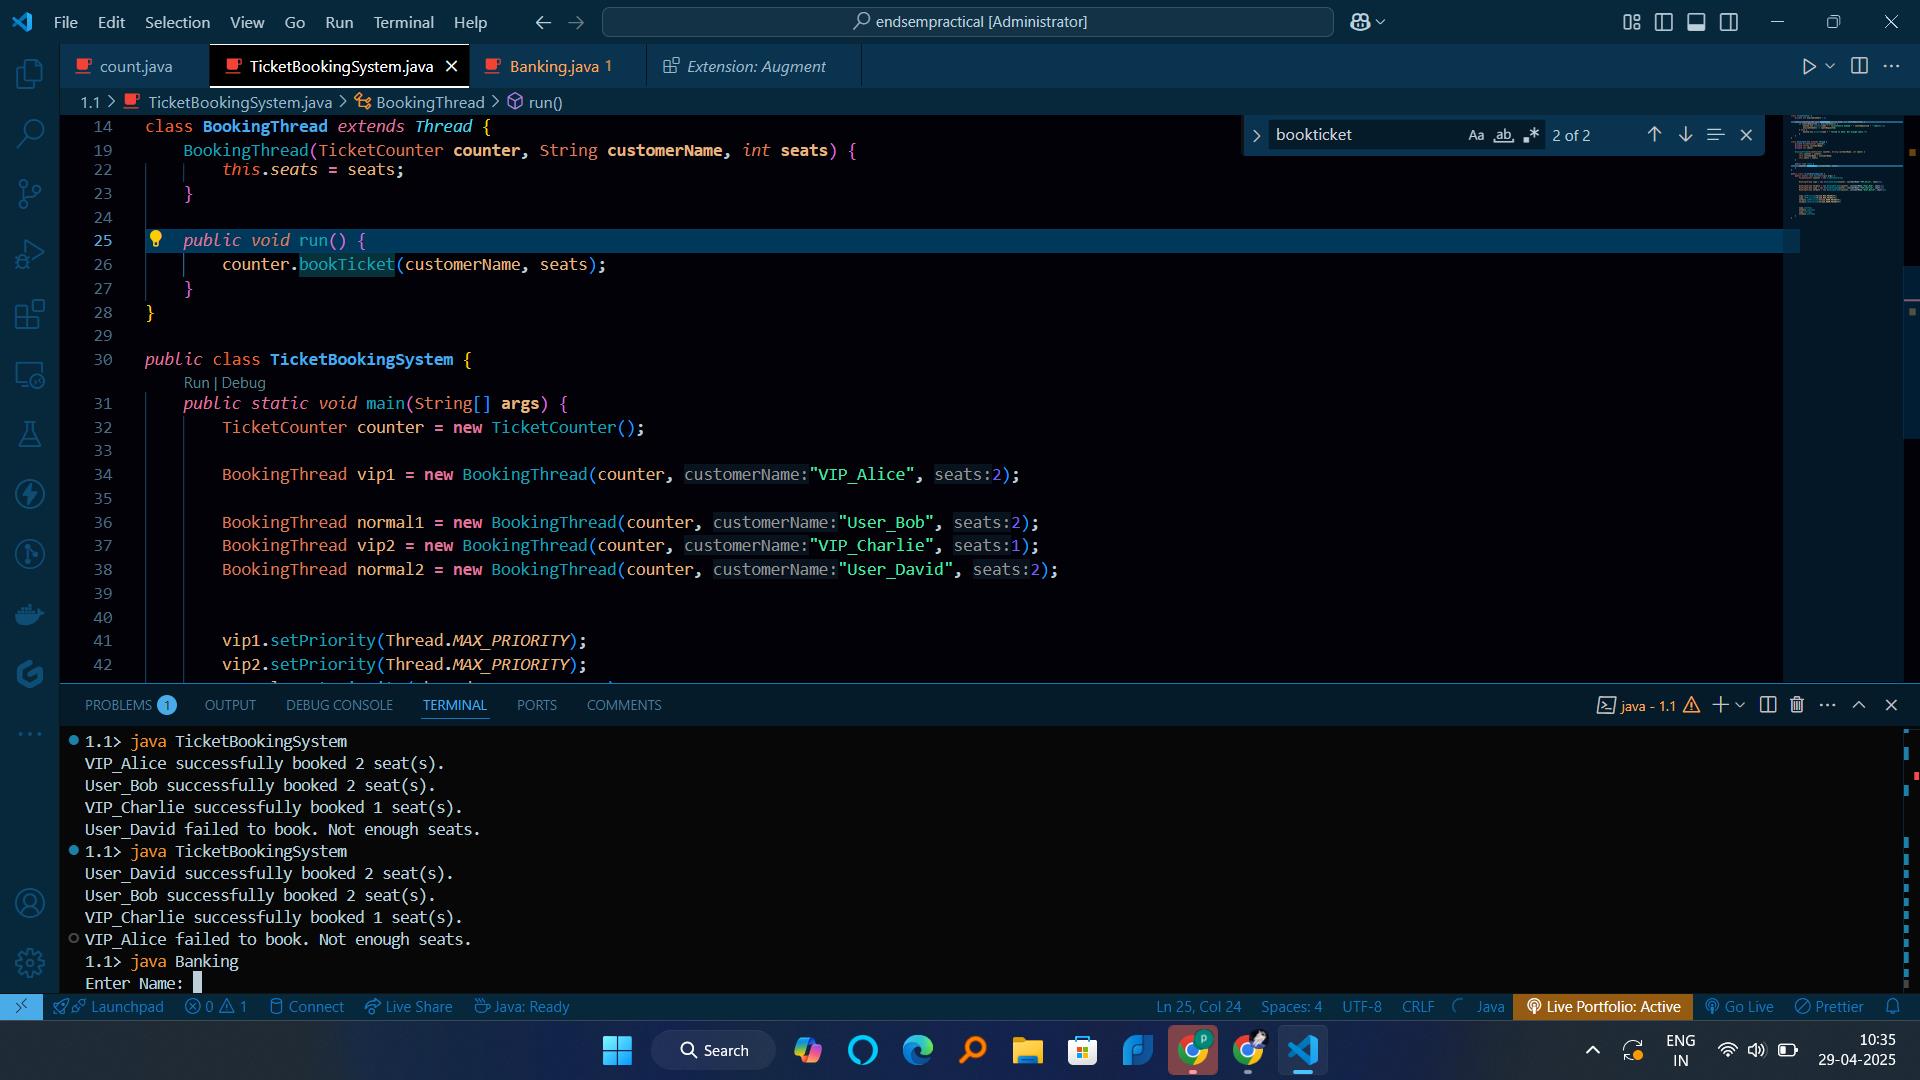 File Edit Selection View Go Run Terminal Help
endsempractical [Administrator]
count.java
TicketBookingSystem.java
Banking.java 1
Extension: Augment
1.1 > TicketBookingSystem.java > BookingThread > run()
bookticket
Aa ab
2 of 2
14 class BookingThread extends Thread {
19 BookingThread(TicketCounter counter, String customerName, int seats) {
22 this.seats = seats;
23 }
24
25 public void run() {
26 counter.bookTicket(customerName, seats);
27 }
28 }
29
30 public class TicketBookingSystem {
Run | Debug
31 public static void main(String[] args) {
32 TicketCounter counter = new TicketCounter();
33
34 BookingThread vip1 = new BookingThread(counter, customerName:"VIP_Alice", seats:2);
35
36 BookingThread normal1 = new BookingThread(counter, customerName:"User_Bob", seats:2);
37 BookingThread vip2 = new BookingThread(counter, customerName:"VIP_Charlie", seats:1);
38 BookingThread normal2 = new BookingThread(counter, customerName:"User_David", seats:2);
39
40
41 vip1.setPriority(Thread.MAX_PRIORITY);
42 vip2.setPriority(Thread.MAX_PRIORITY);
PROBLEMS 1 OUTPUT DEBUG CONSOLE TERMINAL PORTS COMMENTS
java - 1.1
1.1> java TicketBookingSystem
VIP_Alice successfully booked 2 seat(s).
User_Bob successfully booked 2 seat(s).
VIP_Charlie successfully booked 1 seat(s).
User_David failed to book. Not enough seats.
1.1> java TicketBookingSystem
User_David successfully booked 2 seat(s).
User_Bob successfully booked 2 seat(s).
VIP_Charlie successfully booked 1 seat(s).
VIP_Alice failed to book. Not enough seats.
1.1> java Banking
Enter Name:
Launchpad 0 1 Connect Live Share Java: Ready
Ln 25, Col 24 Spaces: 4 UTF-8 CRLF Java Live Portfolio: Active Go Live Prettier
Search
ENG
IN
10:35
29-04-2025